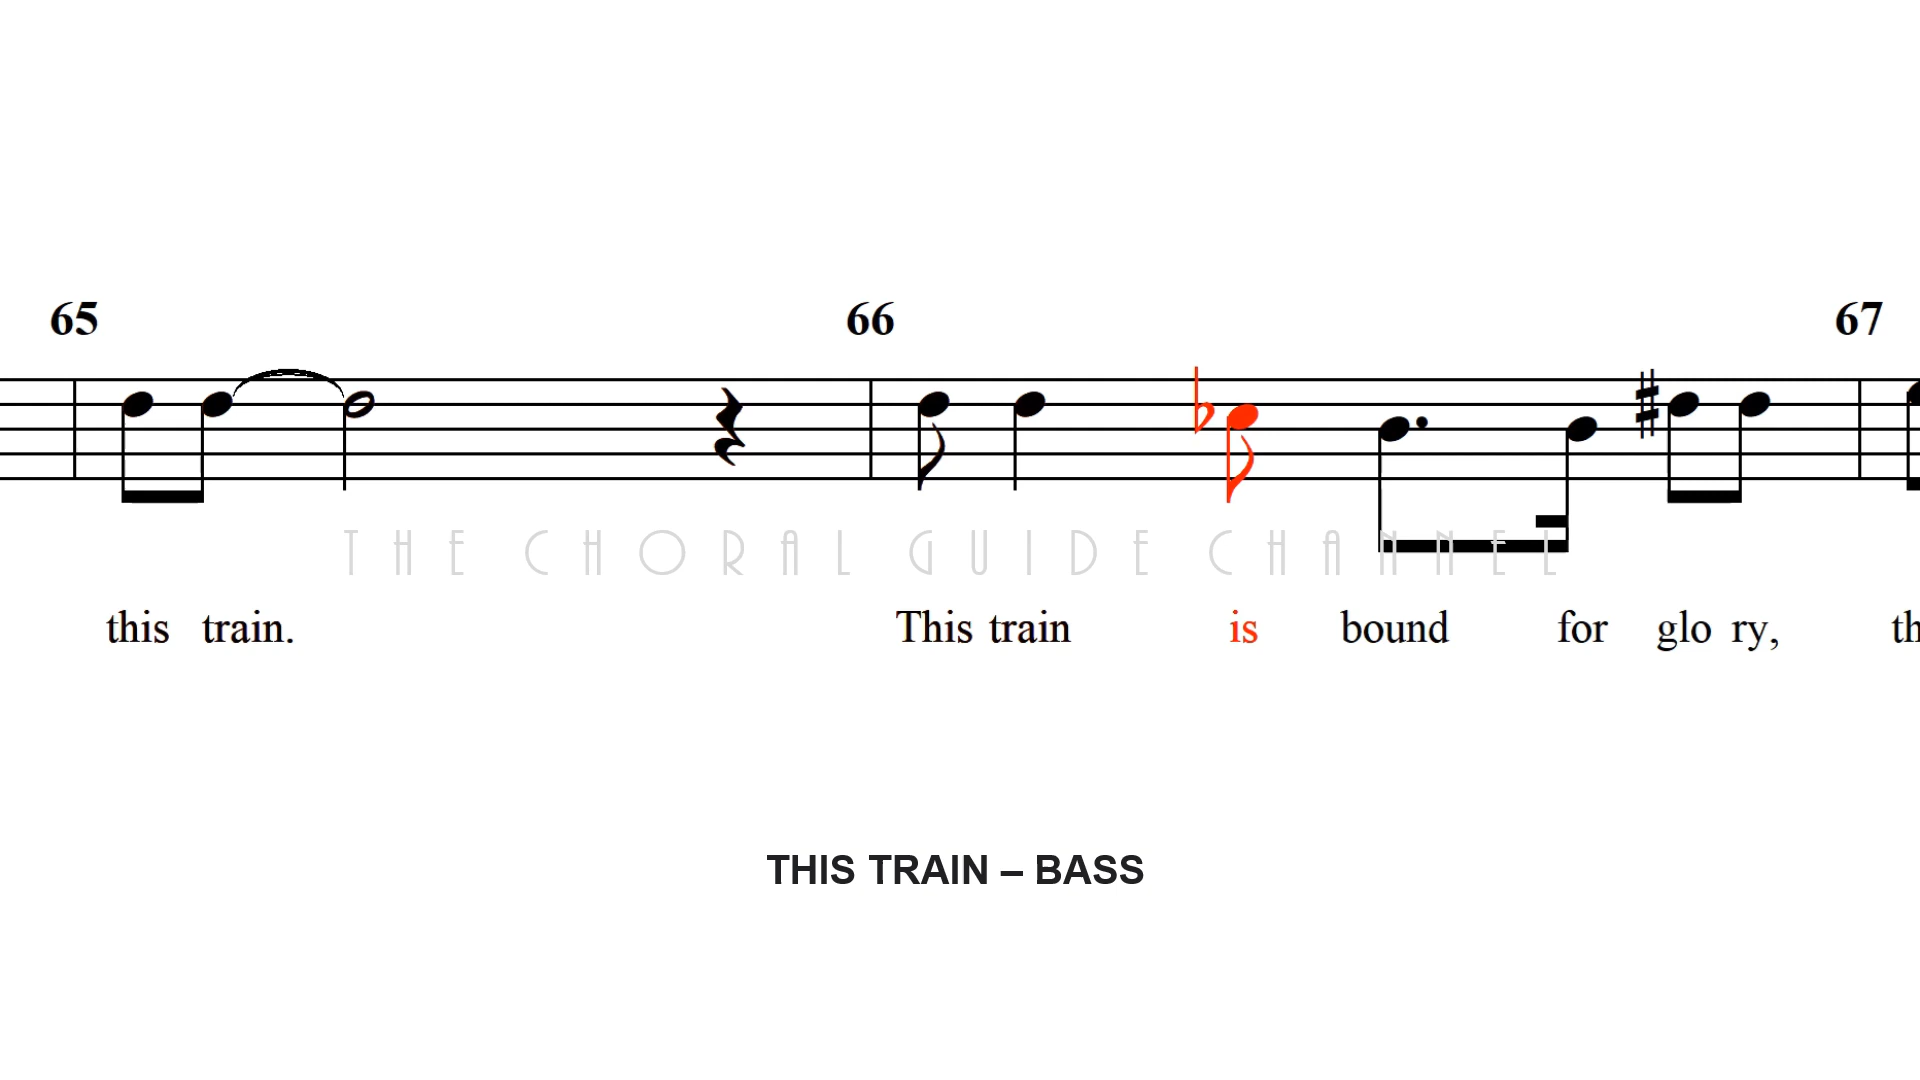 65 66 67
THE CHORAL GUIDE CHANNEL
this train. This train is bound for glo ry, th
THIS TRAIN – BASS